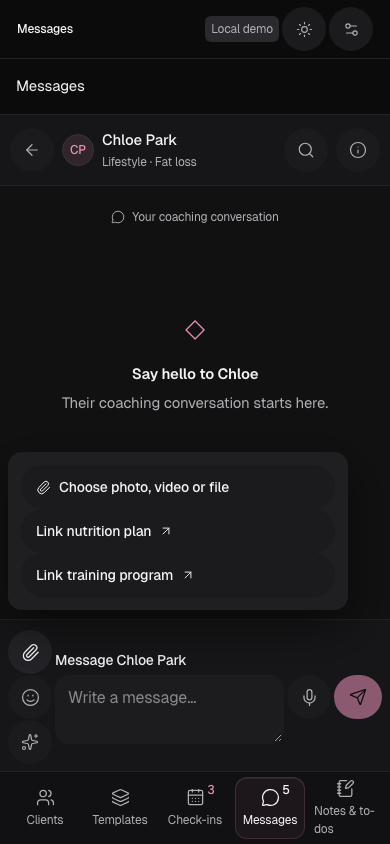 Messages
Local demo
Messages
CP
Chloe Park
Lifestyle · Fat loss
Your coaching conversation
Say hello to Chloe
Their coaching conversation starts here.
Choose photo, video or file
Link nutrition plan
Link training program
Message Chloe Park
Write a message...
3
5
Clients
Templates
Check-ins
Messages
Notes & to-
dos